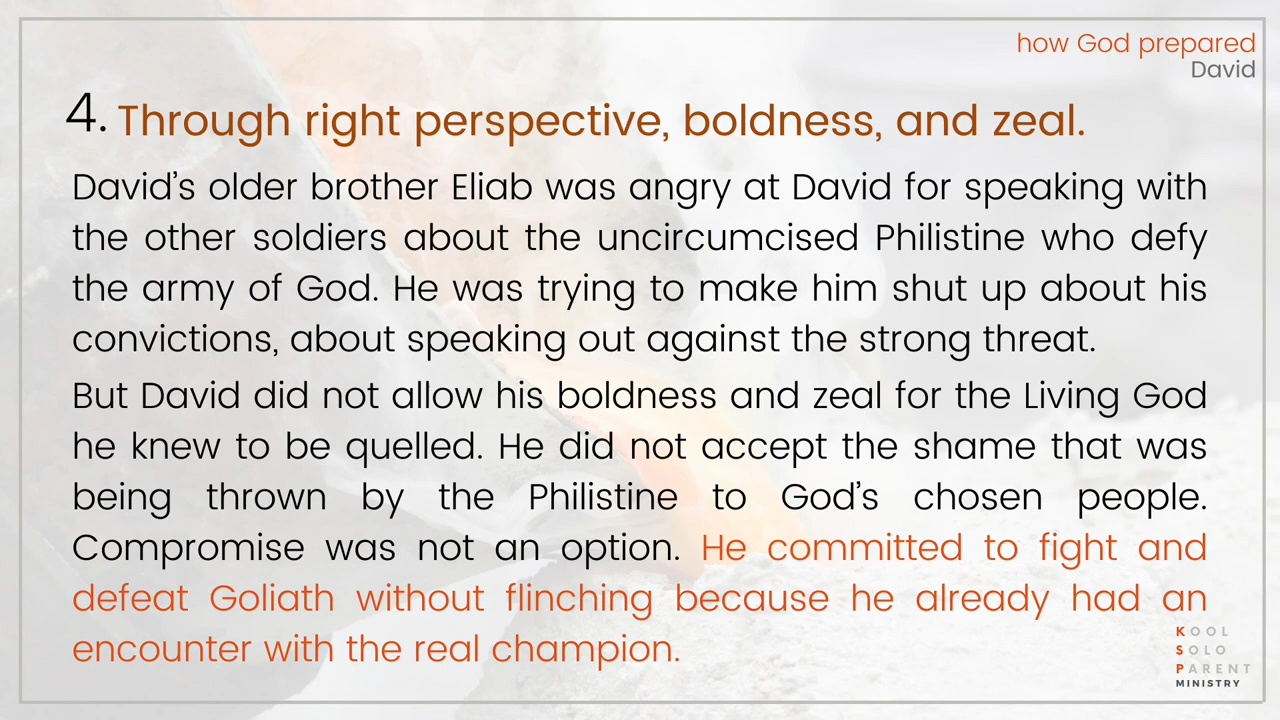 how God prepared
David
4. Through right perspective, boldness, and zeal.
David’s older brother Eliab was angry at David for speaking with
the other soldiers about the uncircumcised Philistine who defy
the army of God. He was trying to make him shut up about his
convictions, about speaking out against the strong threat.
But David did not allow his boldness and zeal for the Living God
he knew to be quelled. He did not accept the shame that was
being thrown by the Philistine to God’s chosen people.
Compromise was not an option. He committed to fight and
defeat Goliath without flinching because he already had an
encounter with the real champion.
KOOL
SOLO
PARENT
MINISTRY